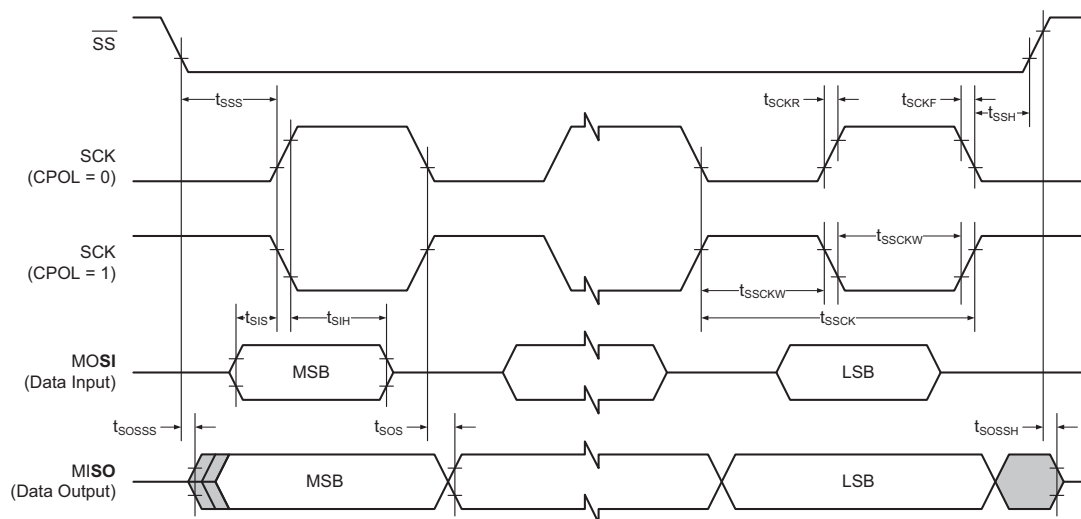 SS
tSSS
tSCKR
tSCKF
tSSH
SCK
(CPOL = 0)
SCK
(CPOL = 1)
tSSCKW
tSSCKW
tSSCK
tSIS
tSIH
MOSI
(Data Input)
MSB
LSB
tSOSSS
tSOS
tSOSSH
MISO
(Data Output)
MSB
LSB